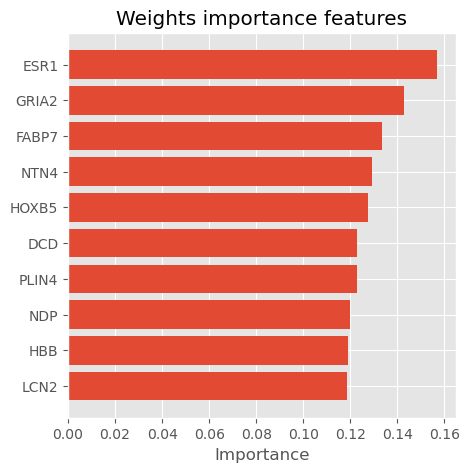 Weights importance features
ESR1
GRIA2
FABP7
NTN4
HOXB5
DCD
PLIN4
NDP
HBB
LCN2
0.00 0.02 0.04 0.06 0.08 0.10 0.12 0.14 0.16
Importance